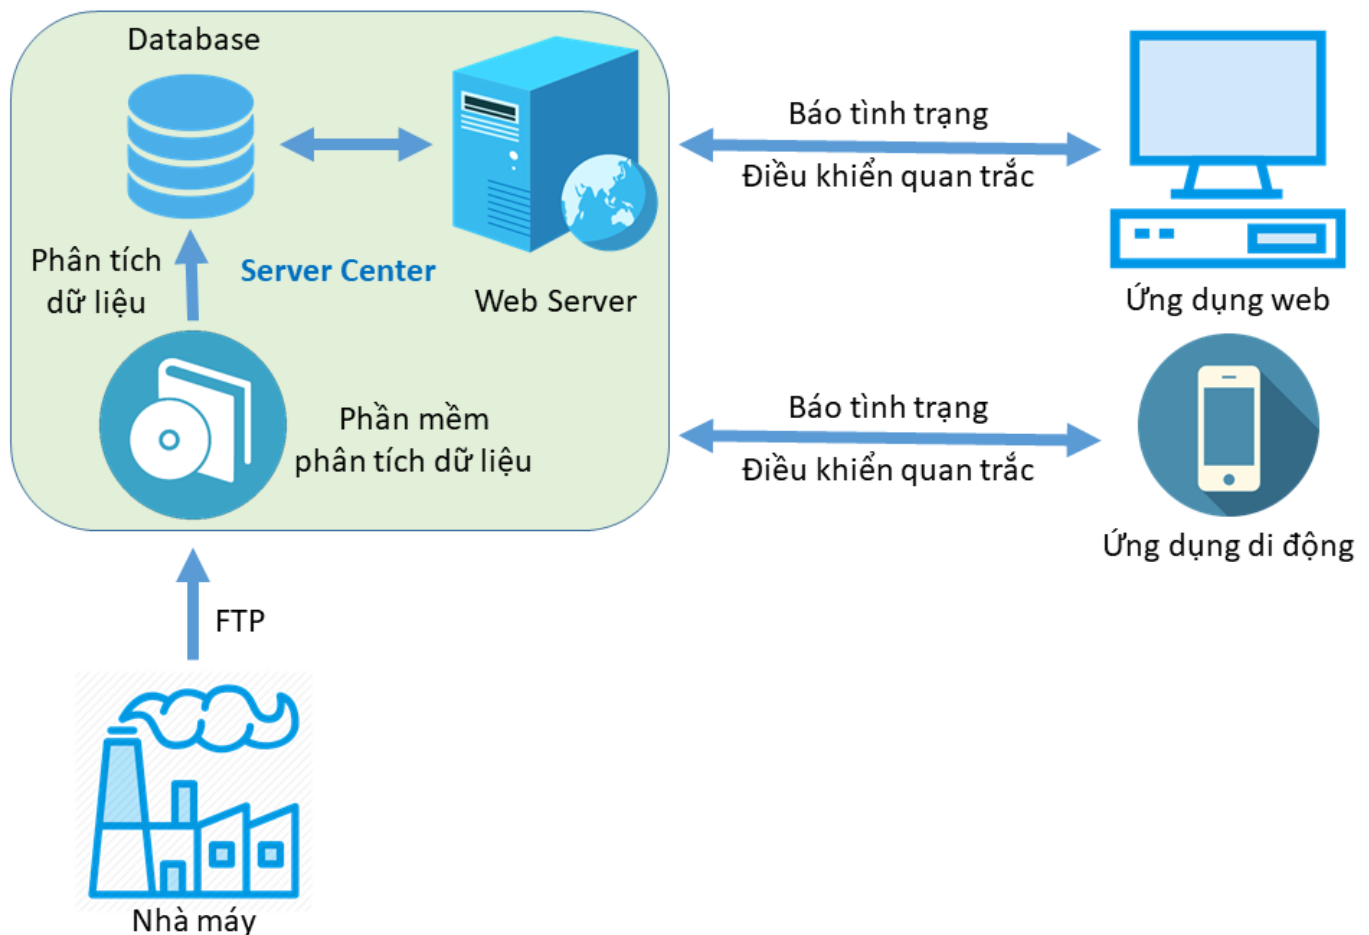 Database
Báo tình trạng
Điều khiển quan trắc
Phân tích
dữ liệu
Server Center
Web Server
Ứng dụng web
Phần mềm
phân tích dữ liệu
Báo tình trạng
Điều khiển quan trắc
Ứng dụng di động
FTP
Nhà máy